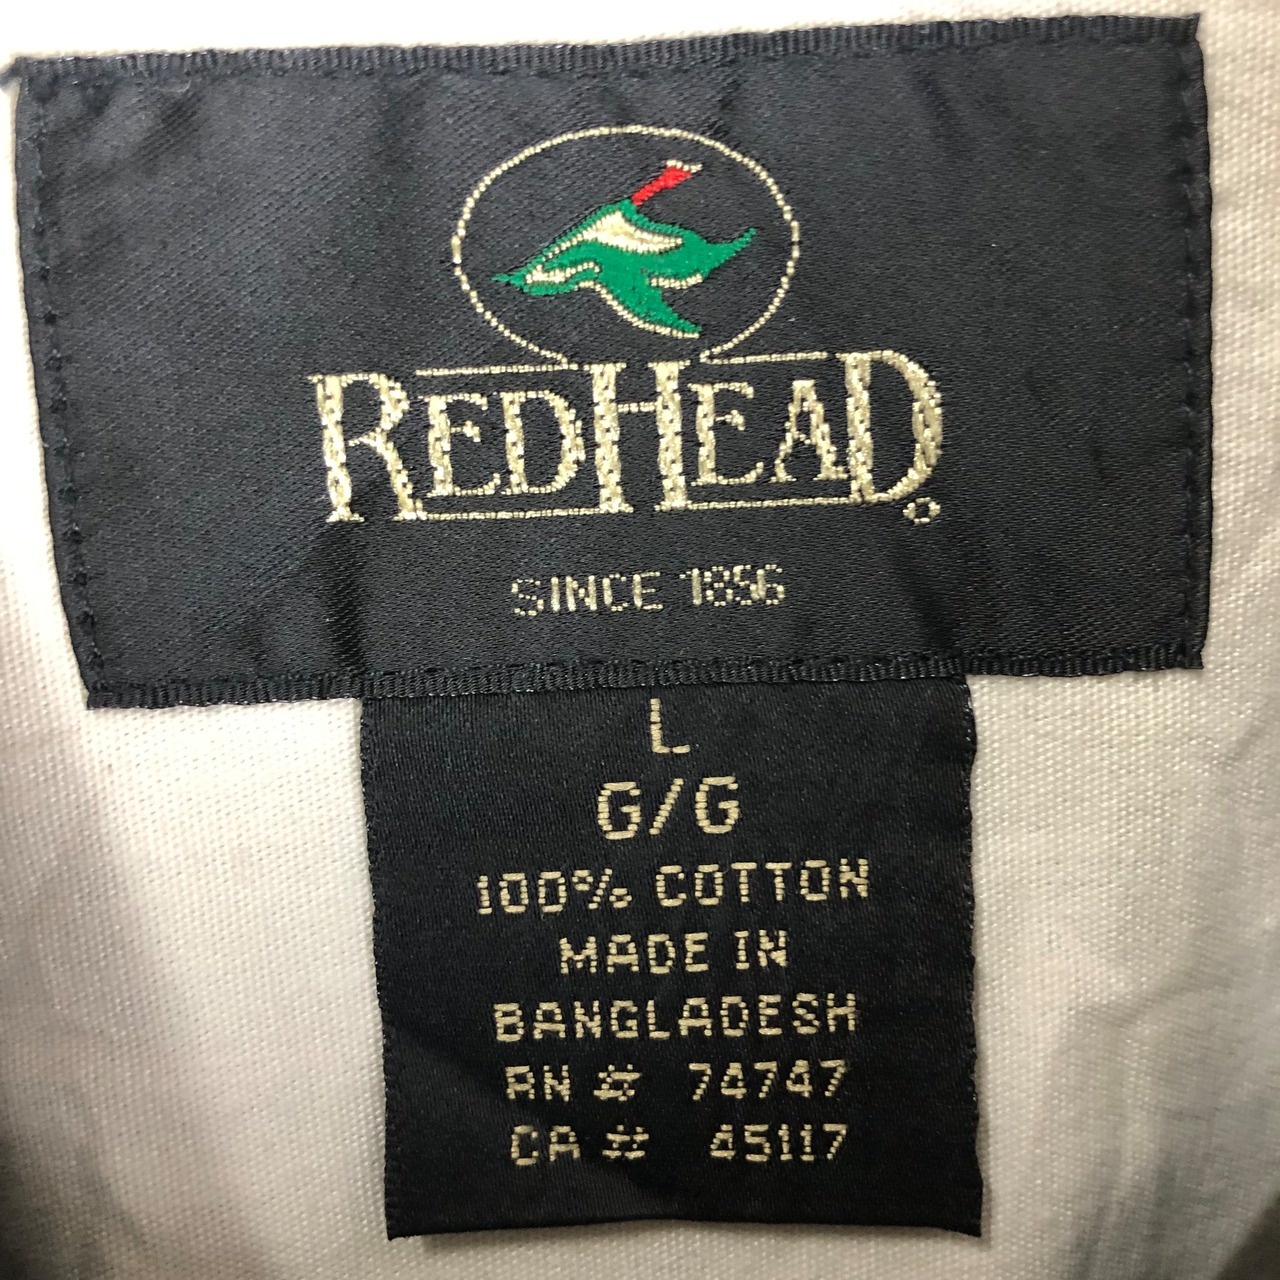 REDHEAD
SINCE 1856
L
G/G
100% COTTON
MADE IN
BANGLADESH
RN # 74747
CA # 45117